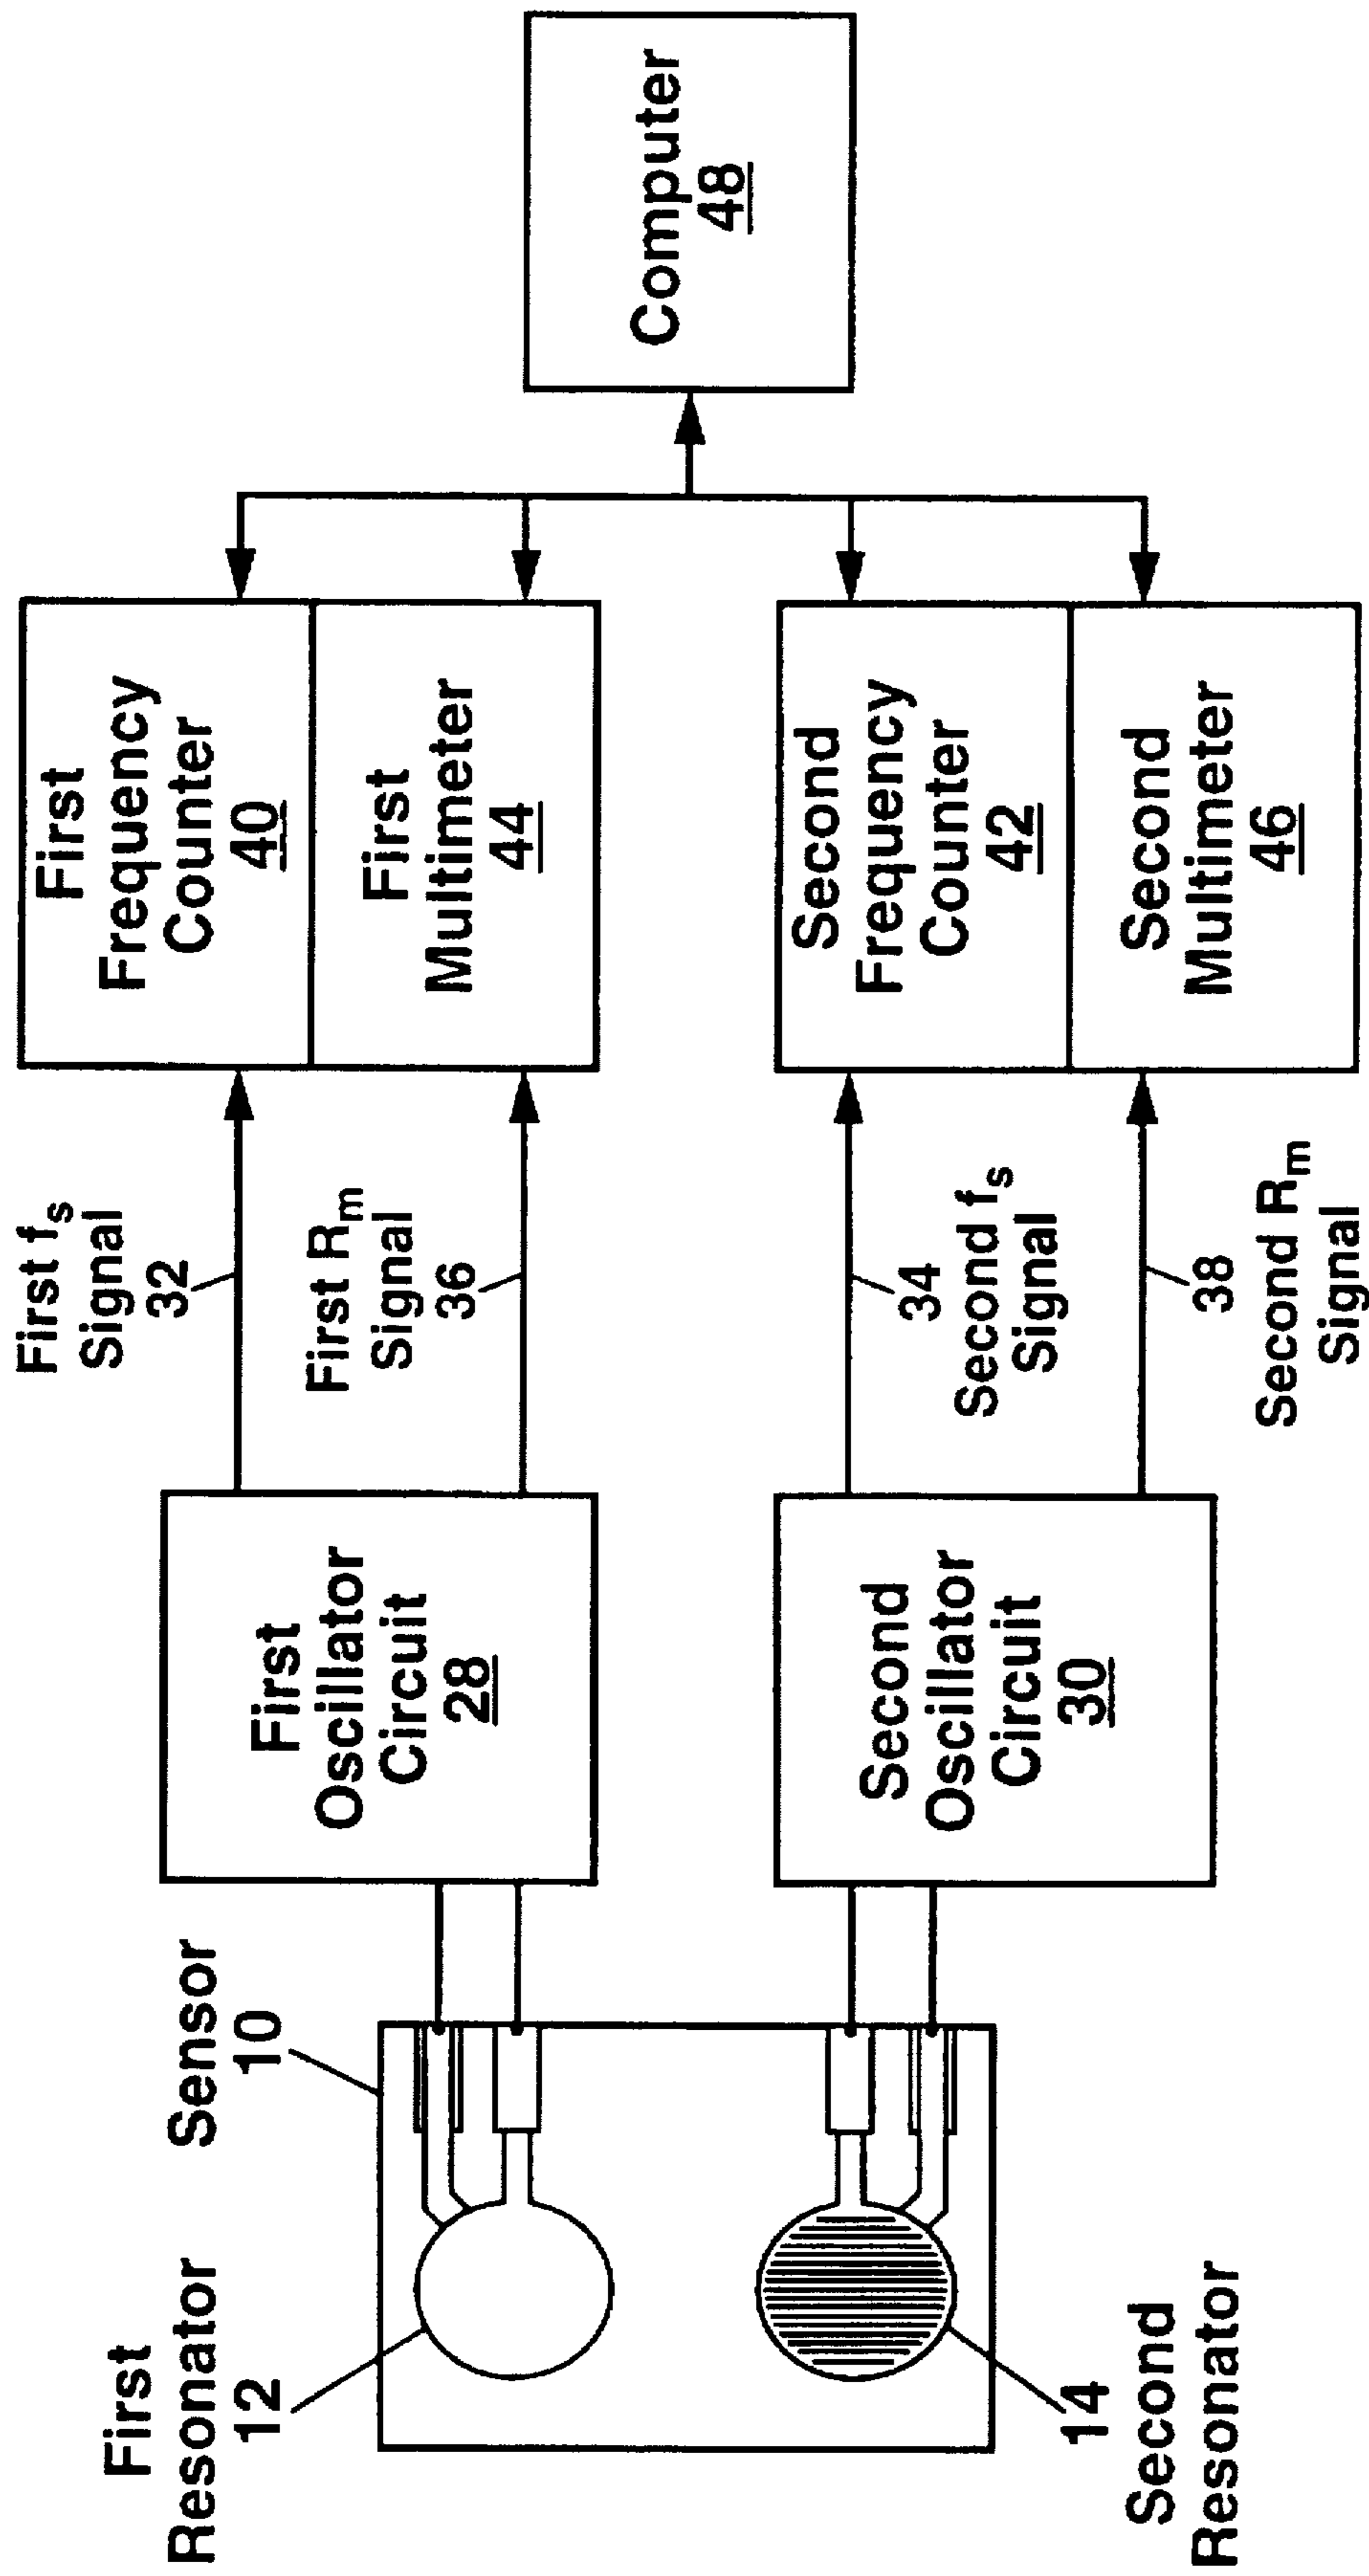 First
Resonator
12
Sensor
10
First
Oscillator
Circuit
28
First fs
Signal
32
First Rm
Signal
36
First
Frequency
Counter
40
First
Multimeter
44
Computer
48
14
Second
Resonator
Second
Oscillator
Circuit
30
34
Second fs
Signal
38
Second Rm
Signal
Second
Frequency
Counter
42
Second
Multimeter
46